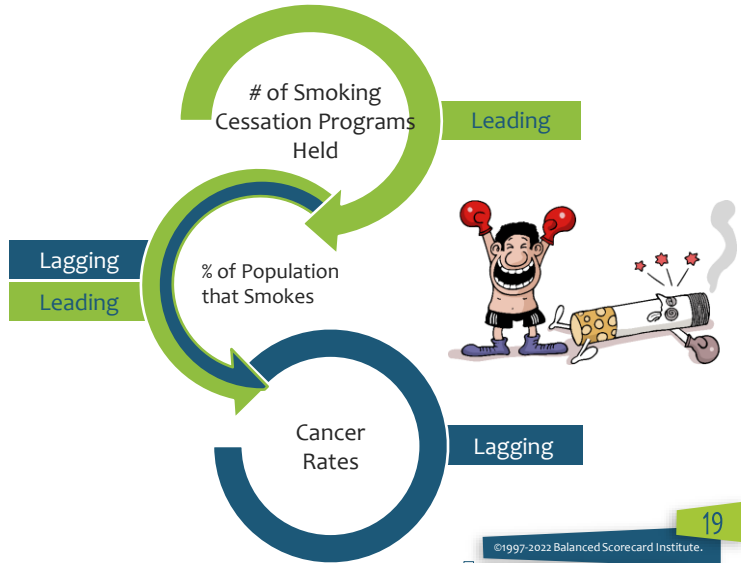 # of Smoking
Cessation Programs
Held
Leading
Lagging
Leading
% of Population
that Smokes
Cancer
Rates
Lagging
19
©1997-2022 Balanced Scorecard Institute.